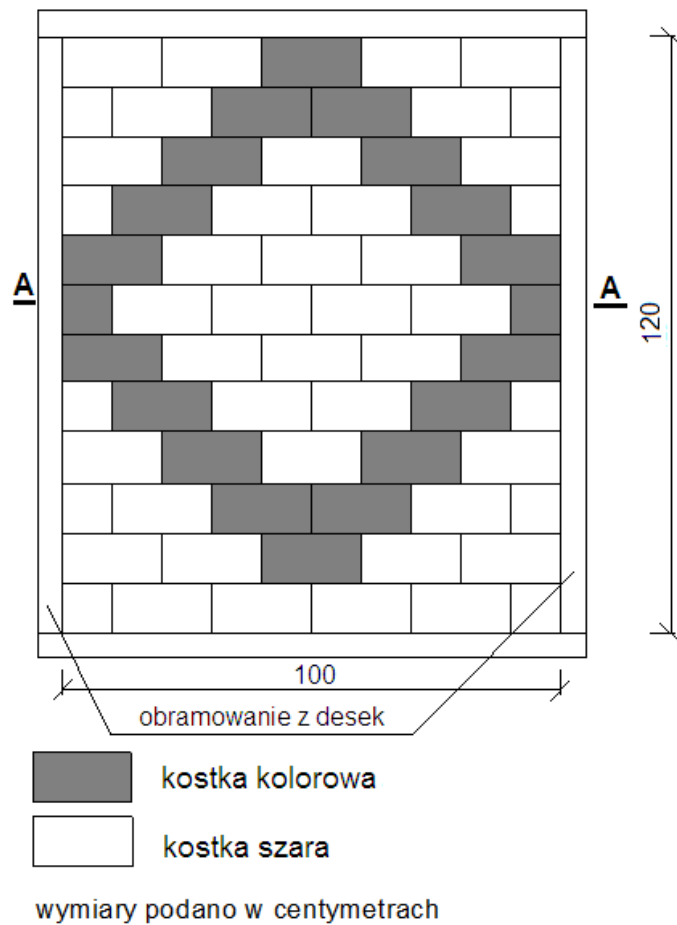 A
A
120
100
obramowanie z desek
kostka kolorowa
kostka szara
wymiary podano w centymetrach